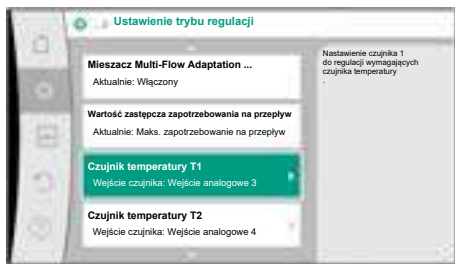 Ustawienie trybu regulacji
Mieszacz Multi-Flow Adaptation ...
Aktualnie: Włączony
Wartość zastępcza zapotrzebowania na przepływ
Aktualnie: Maks. zapotrzebowanie na przepływ
Czujnik temperatury T1
Wejście czujnika: Wejście analogowe 3
Czujnik temperatury T2
Wejście czujnika: Wejście analogowe 4
Nastawienie czujnika 1
do regulacji wymagających
czujnika temperatury
.